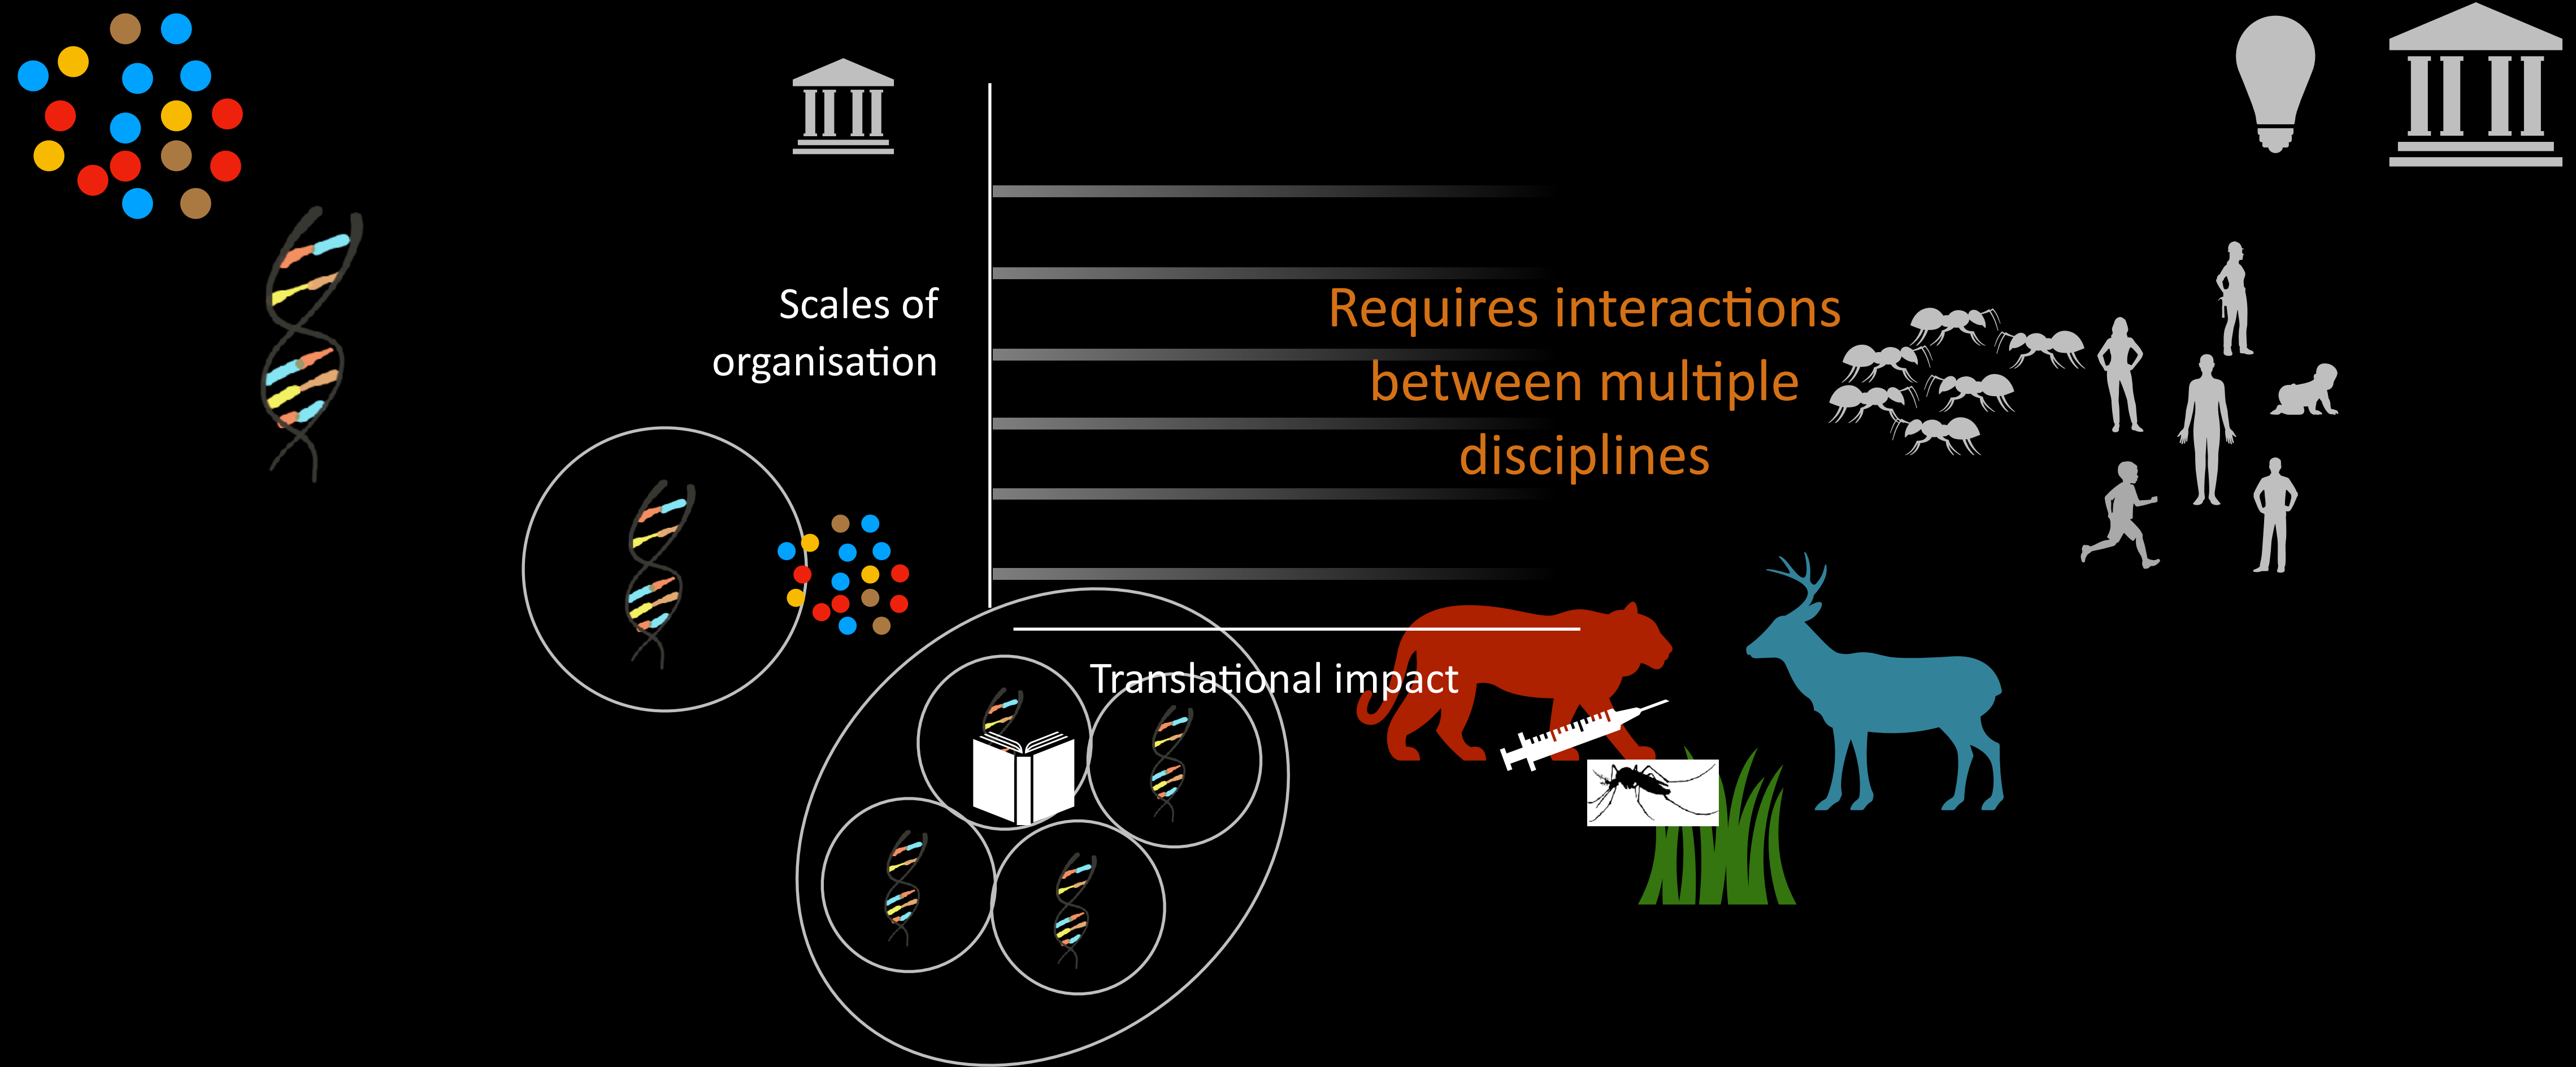 Scales of
organisation
Requires interactions
between multiple
disciplines
Translational impact